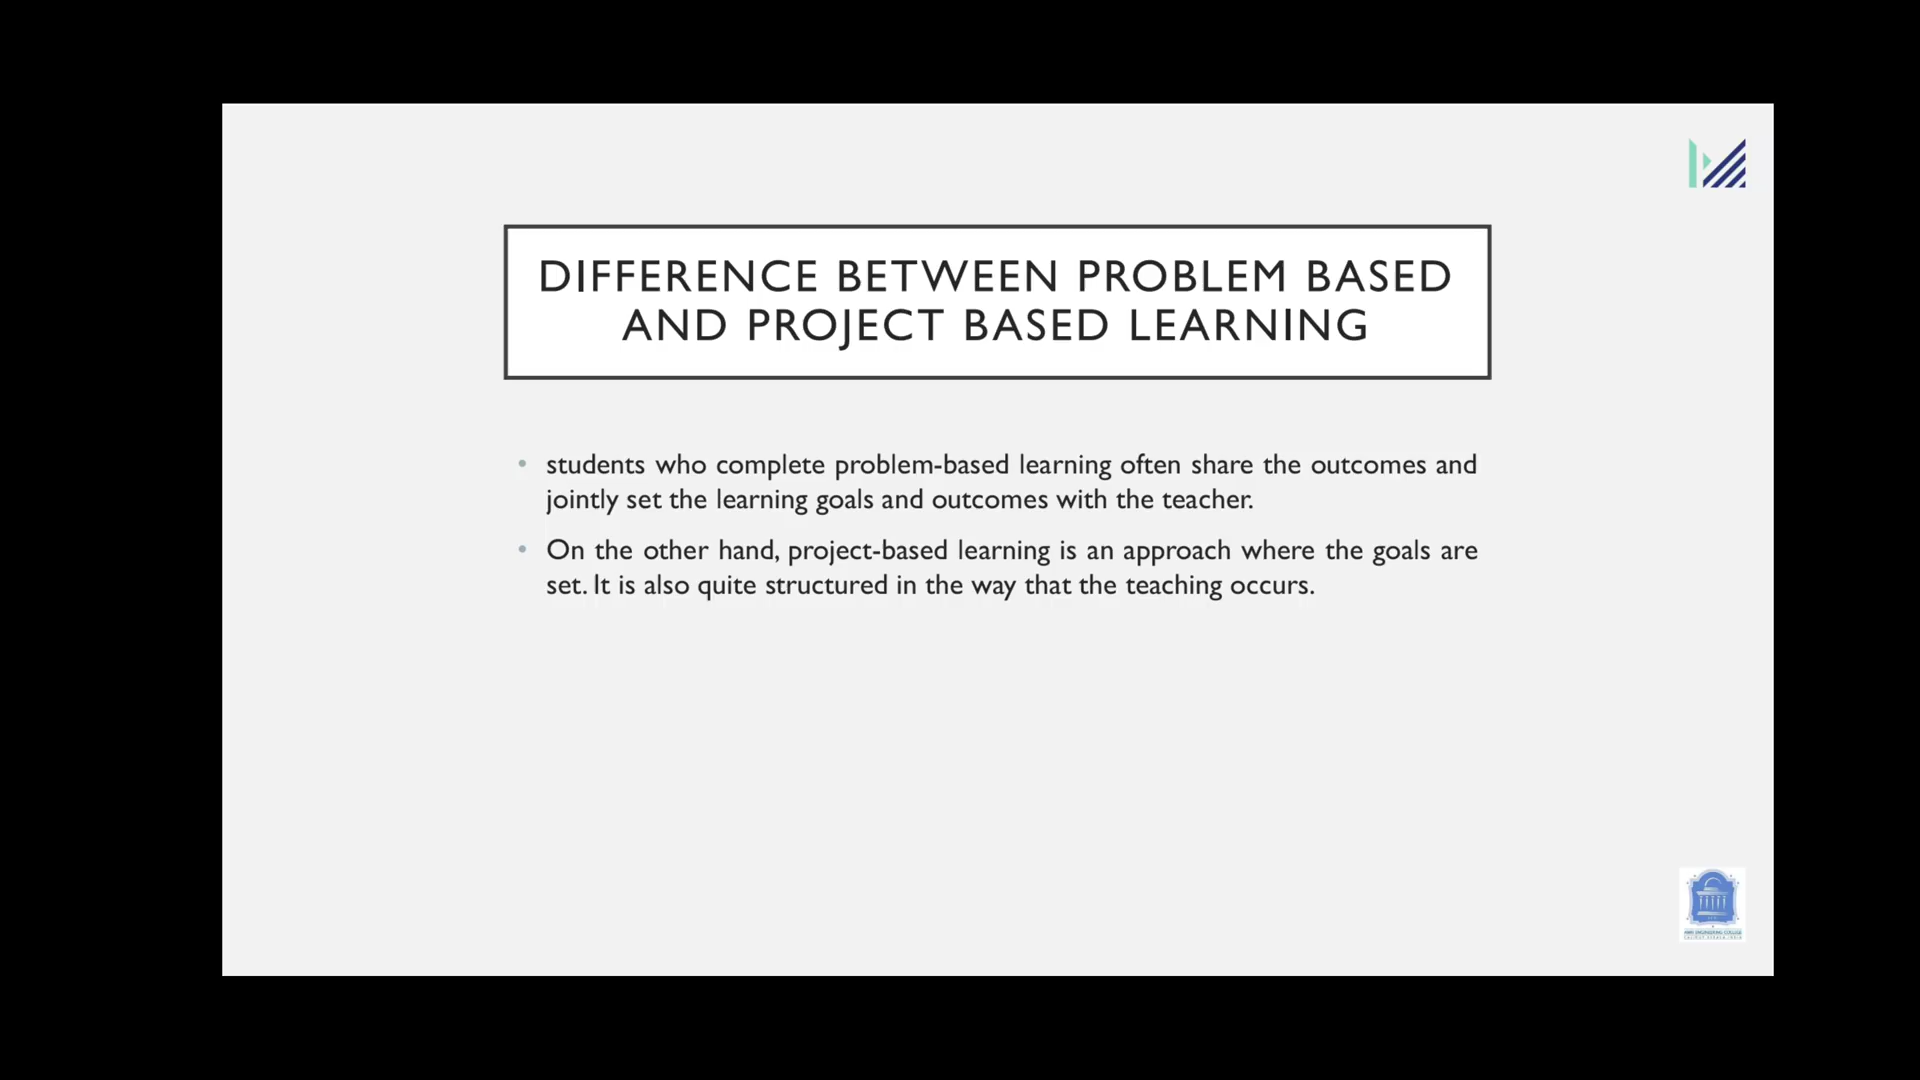 DIFFERENCE BETWEEN PROBLEM BASED
AND PROJECT BASED LEARNING
• students who complete problem-based learning often share the outcomes and
jointly set the learning goals and outcomes with the teacher.
• On the other hand, project-based learning is an approach where the goals are
set. It is also quite structured in the way that the teaching occurs.
ENGINEERING COLLEGE